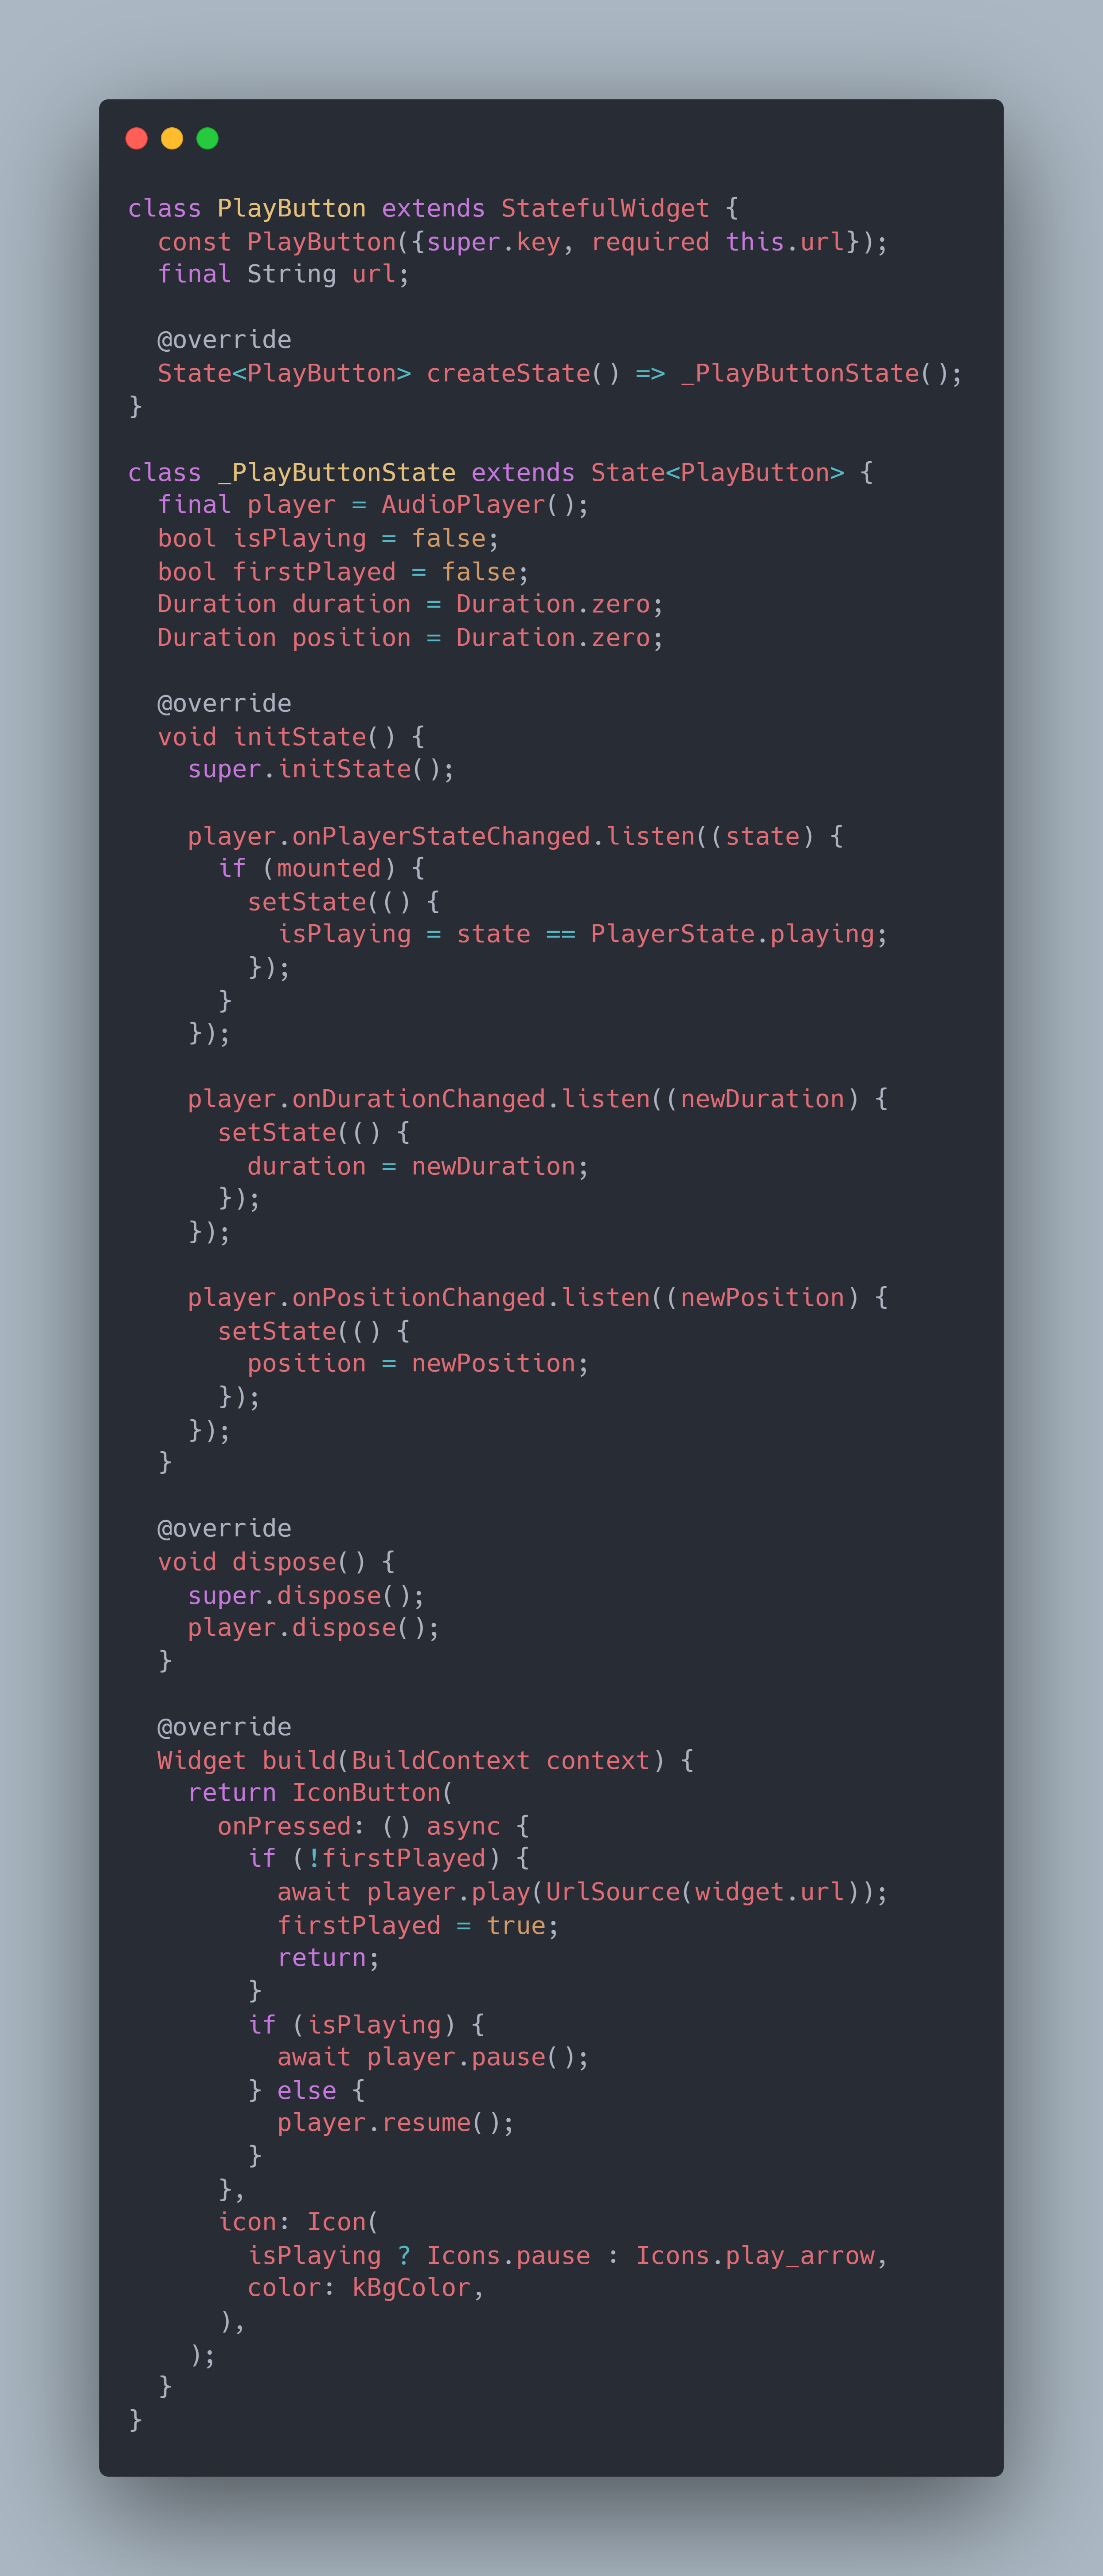 class PlayButton extends StatefulWidget {
  const PlayButton({super.key, required this.url});
  final String url;

  @override
  State<PlayButton> createState() => _PlayButtonState();
}

class _PlayButtonState extends State<PlayButton> {
  final player = AudioPlayer();
  bool isPlaying = false;
  bool firstPlayed = false;
  Duration duration = Duration.zero;
  Duration position = Duration.zero;

  @override
  void initState() {
    super.initState();

    player.onPlayerStateChanged.listen((state) {
      if (mounted) {
        setState(() {
          isPlaying = state == PlayerState.playing;
        });
      }
    });

    player.onDurationChanged.listen((newDuration) {
      setState(() {
        duration = newDuration;
      });
    });

    player.onPositionChanged.listen((newPosition) {
      setState(() {
        position = newPosition;
      });
    });
  }

  @override
  void dispose() {
    super.dispose();
    player.dispose();
  }

  @override
  Widget build(BuildContext context) {
    return IconButton(
      onPressed: () async {
        if (!firstPlayed) {
          await player.play(UrlSource(widget.url));
          firstPlayed = true;
          return;
        }
        if (isPlaying) {
          await player.pause();
        } else {
          player.resume();
        }
      },
      icon: Icon(
        isPlaying ? Icons.pause : Icons.play_arrow,
        color: kBgColor,
      ),
    );
  }
}